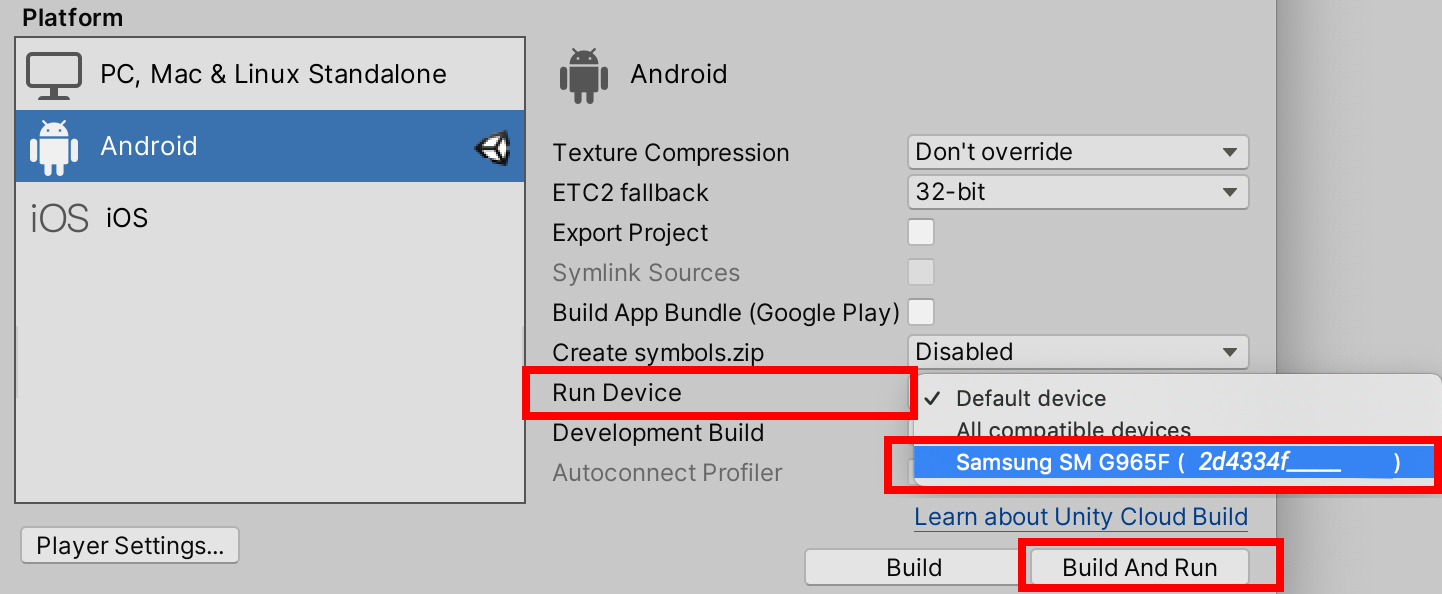 Platform
PC, Mac & Linux Standalone
Android
iOS iOS
Android
Texture Compression Don't override
ETC2 fallback 32-bit
Export Project
Symlink Sources
Build App Bundle (Google Play)
Create symbols.zip Disabled
Run Device
Default device
All compatible devices
Development Build
Samsung SM G965F ( 2d4334f_____ )
Autoconnect Profiler
Learn about Unity Cloud Build
Player Settings...
Build Build And Run